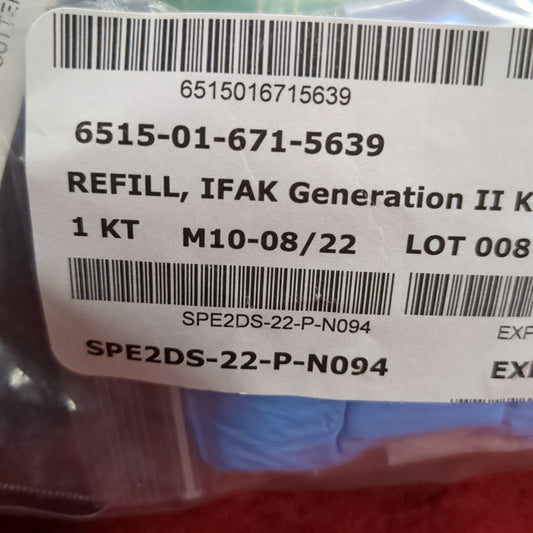 6515016715639
6515-01-671-5639
REFILL, IFAK Generation II K
1 KT M10-08/22 LOT 008
SPE2DS-22-P-N094
EXP
SPE2DS-22-P-N094
EXP